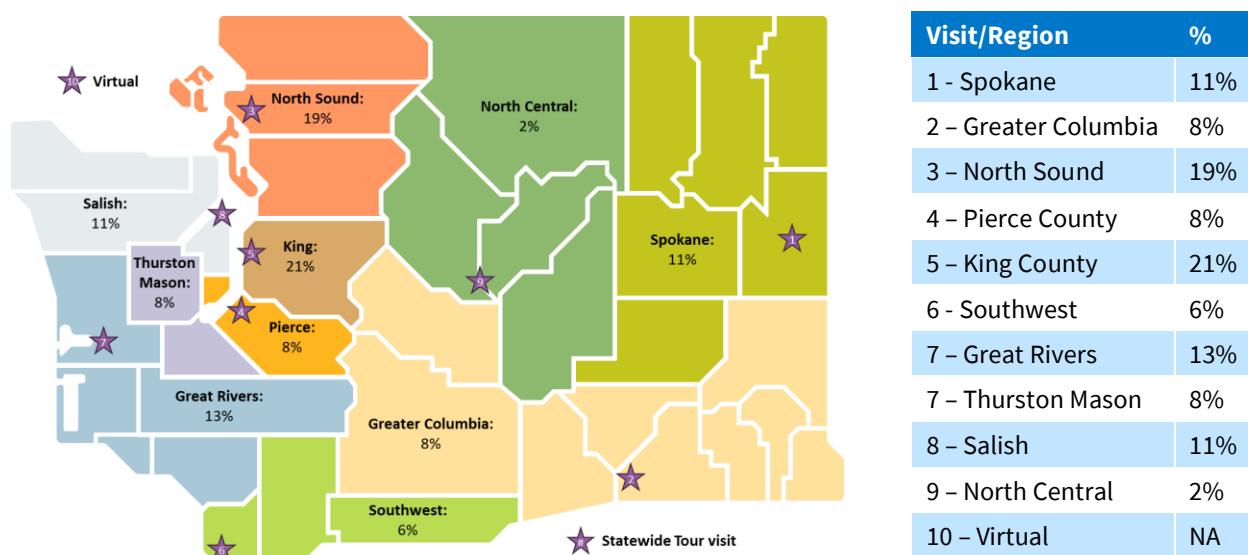 10 Virtual
North Sound:
3
19%
North Central:
2%
Salish:
11%
8
King:
5
21%
Spokane:
11%
1
Thurston
Mason:
8%
9
4
Pierce:
8%
7
Great Rivers:
13%
Greater Columbia:
8%
2
Southwest:
6%
6
# Statewide Tour visit
Visit/Region %
1 - Spokane 11%
2 – Greater Columbia 8%
3 – North Sound 19%
4 – Pierce County 8%
5 – King County 21%
6 - Southwest 6%
7 – Great Rivers 13%
7 – Thurston Mason 8%
8 – Salish 11%
9 – North Central 2%
10 – Virtual NA